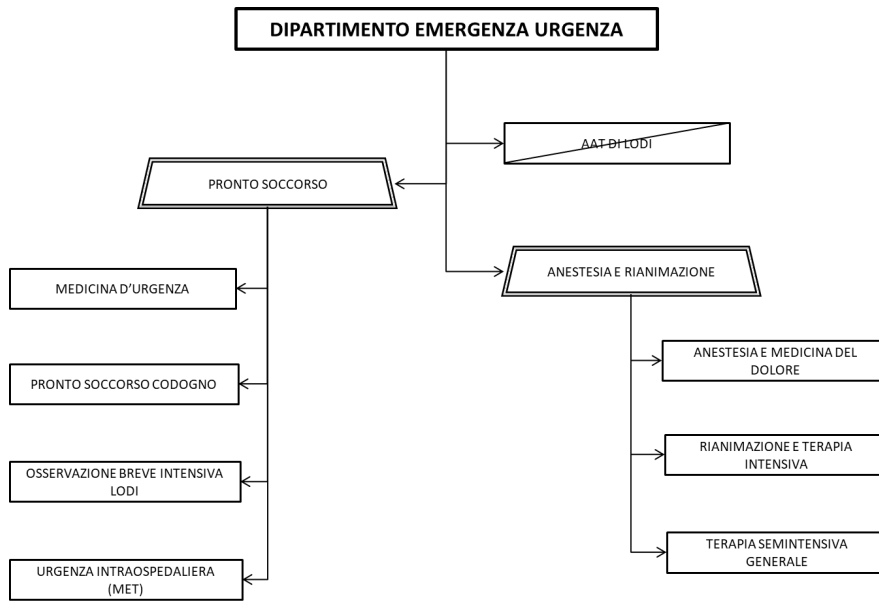 DIPARTIMENTO EMERGENZA URGENZA
AAT DI LODI
PRONTO SOCCORSO
ANESTESIA E RIANIMAZIONE
MEDICINA D'URGENZA
PRONTO SOCCORSO CODOGNO
OSSERVAZIONE BREVE INTENSIVA
LODI
URGENZA INTRAOSPEDALIERA
(MET)
ANESTESIA E MEDICINA DEL
DOLORE
RIANIMAZIONE E TERAPIA
INTENSIVA
TERAPIA SEMINTENSIVA
GENERALE